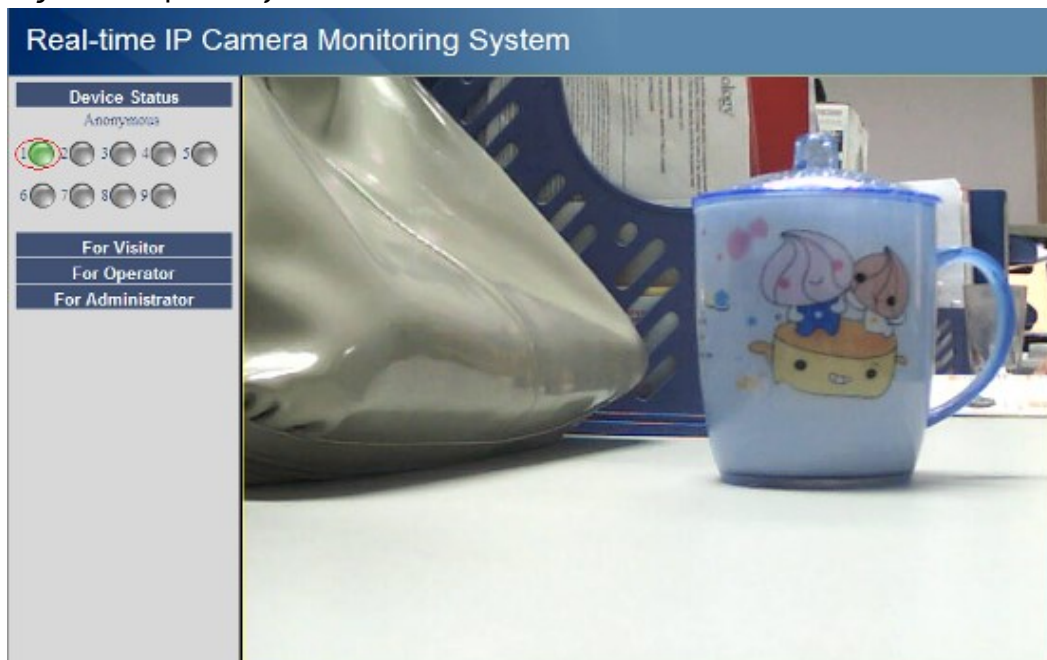 Real-time IP Camera Monitoring System
Device Status
Anonymous
1 2 3 4 5
6 7 8 9
For Visitor
For Operator
For Administrator
ology